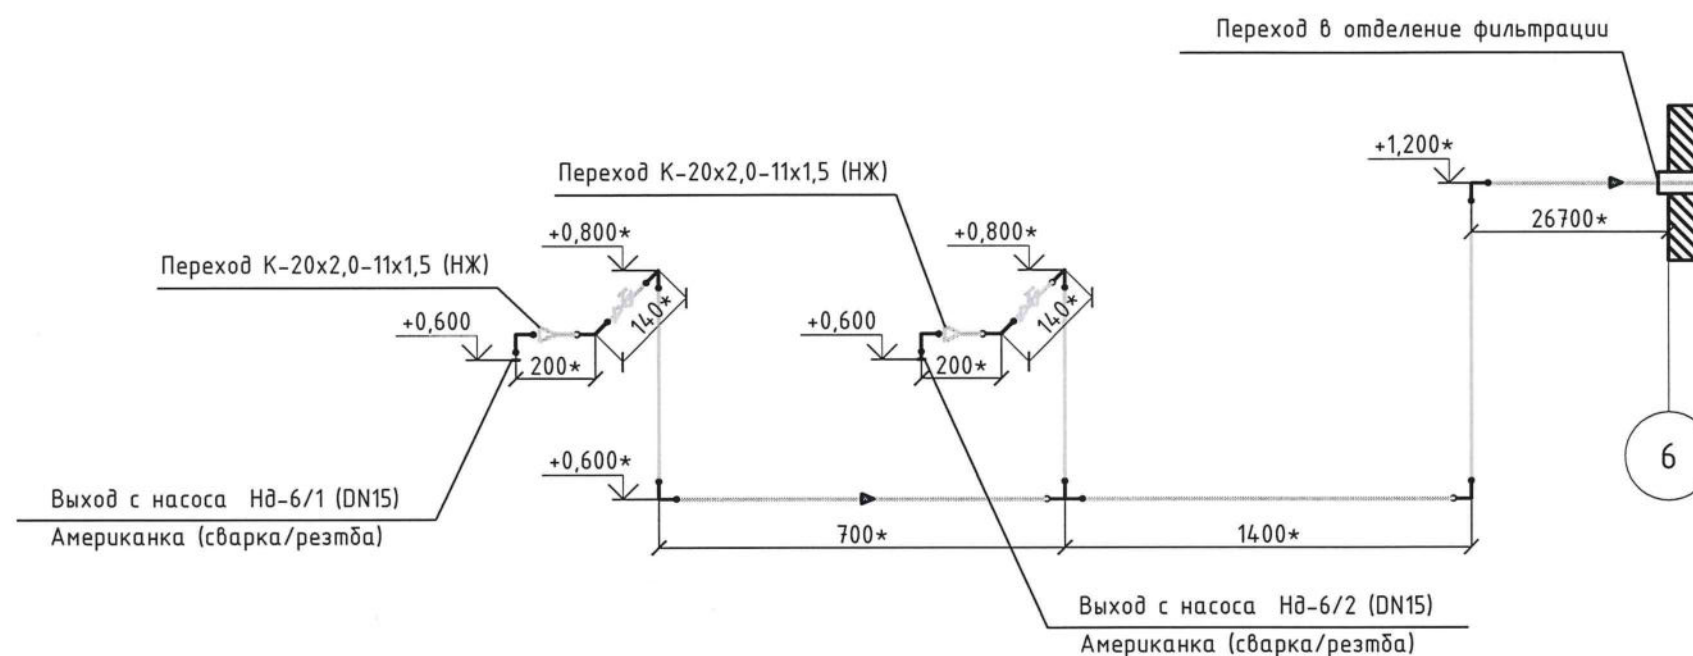 Переход в отделение фильтрации
+1,200*
Переход К-20х2,0-11х1,5 (НЖ)
26700*
+0,800*
+0,800*
Переход К-20х2,0-11х1,5 (НЖ)
140*
140*
+0,600
+0,600
200*
200*
6
+0,600*
Выход с насоса Нд-6/1 (DN15)
Американка (сварка/резтба)
700*
1400*
Выход с насоса Нд-6/2 (DN15)
Американка (сварка/резтба)